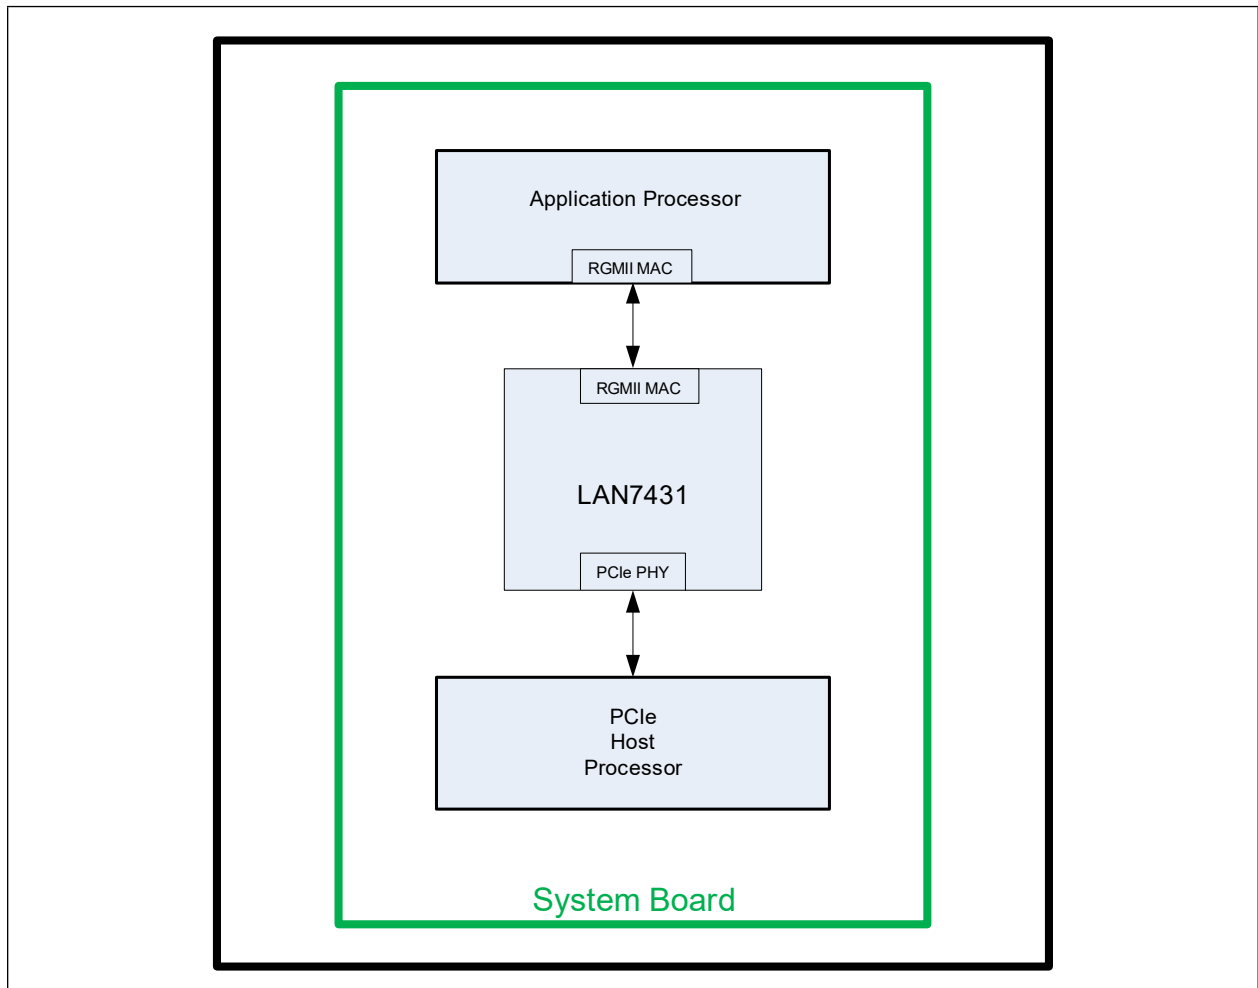 Application Processor
RGMII MAC
RGMII MAC
LAN7431
PCIe PHY
PCIe
Host
Processor
System Board